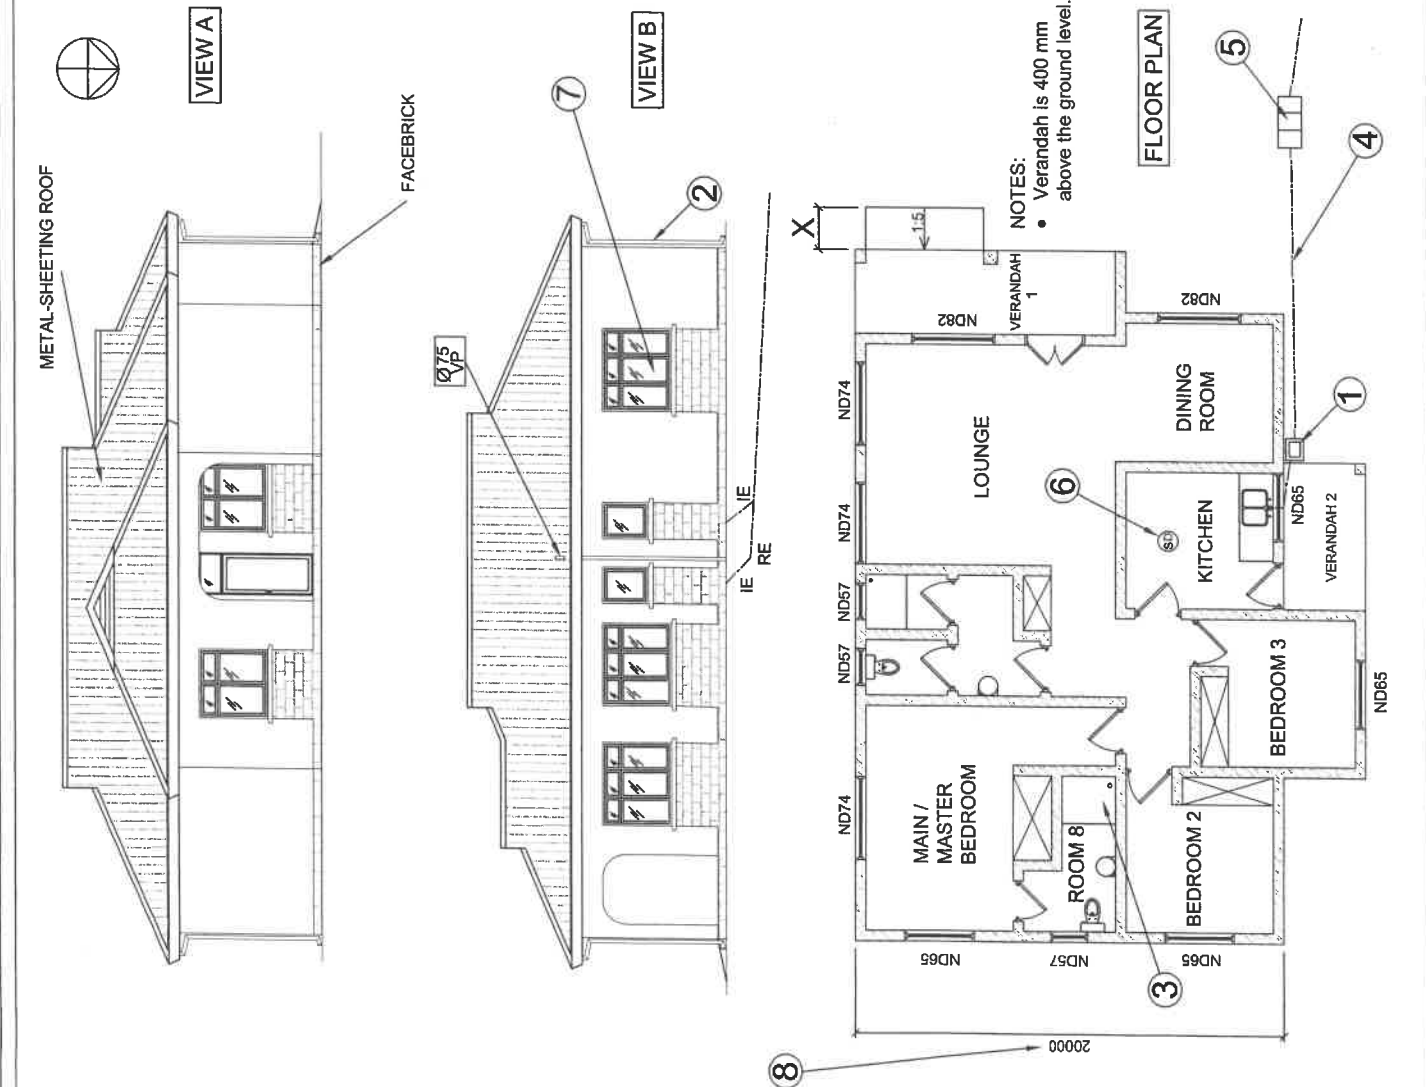 METAL-SHEETING ROOF
VIEW A
FACEBRICK
Ø75
VP
7
VIEW B
2
IE
RE
IE
X
1:5
NOTES:
• Verandah is 400 mm
above the ground level.
FLOOR PLAN
5
4
1
ND74
ND74
ND57
ND57
ND74
ND82
VERANDAH
1
ND82
LOUNGE
DINING
ROOM
6
SD
KITCHEN
ND65
VERANDAH 2
MAIN /
MASTER
BEDROOM
ROOM 8
BEDROOM 2
BEDROOM 3
ND65
ND65
ND57
ND65
3
20000
8